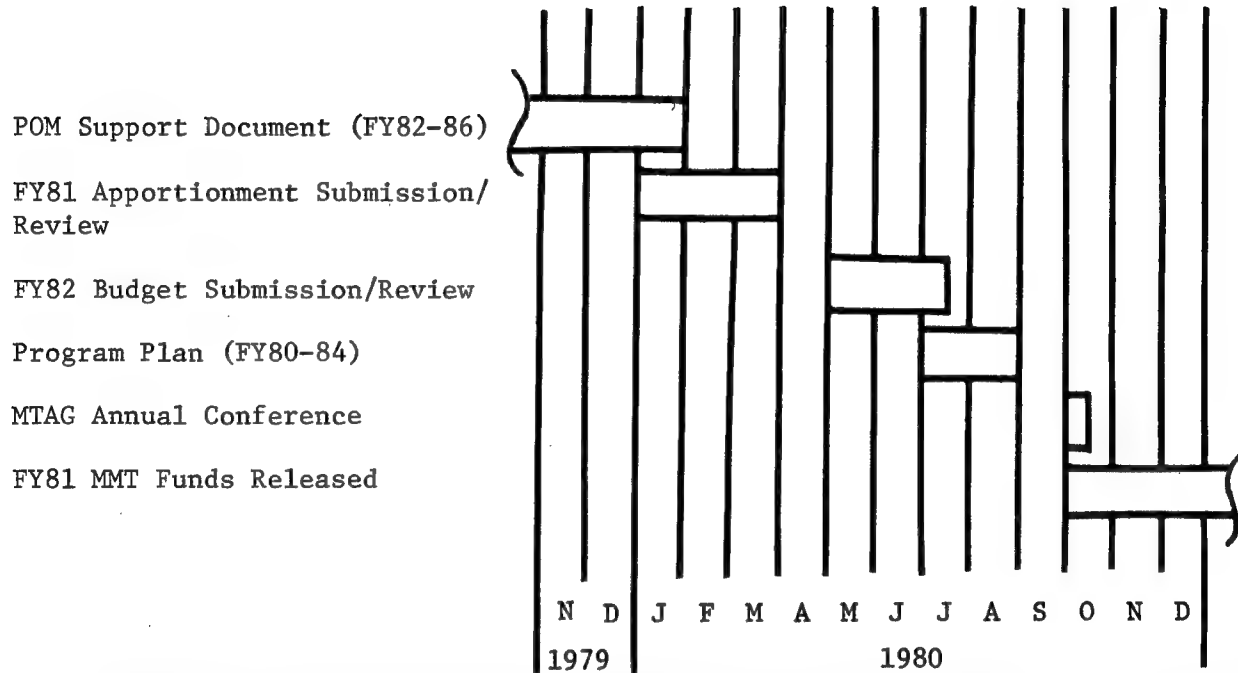 POM Support Document (FY82-86)
FY81 Apportionment Submission/
Review
FY82 Budget Submission/Review
Program Plan (FY80-84)
MTAG Annual Conference
FY81 MMT Funds Released
N D J F M A M J J A S O N D
1979 1980